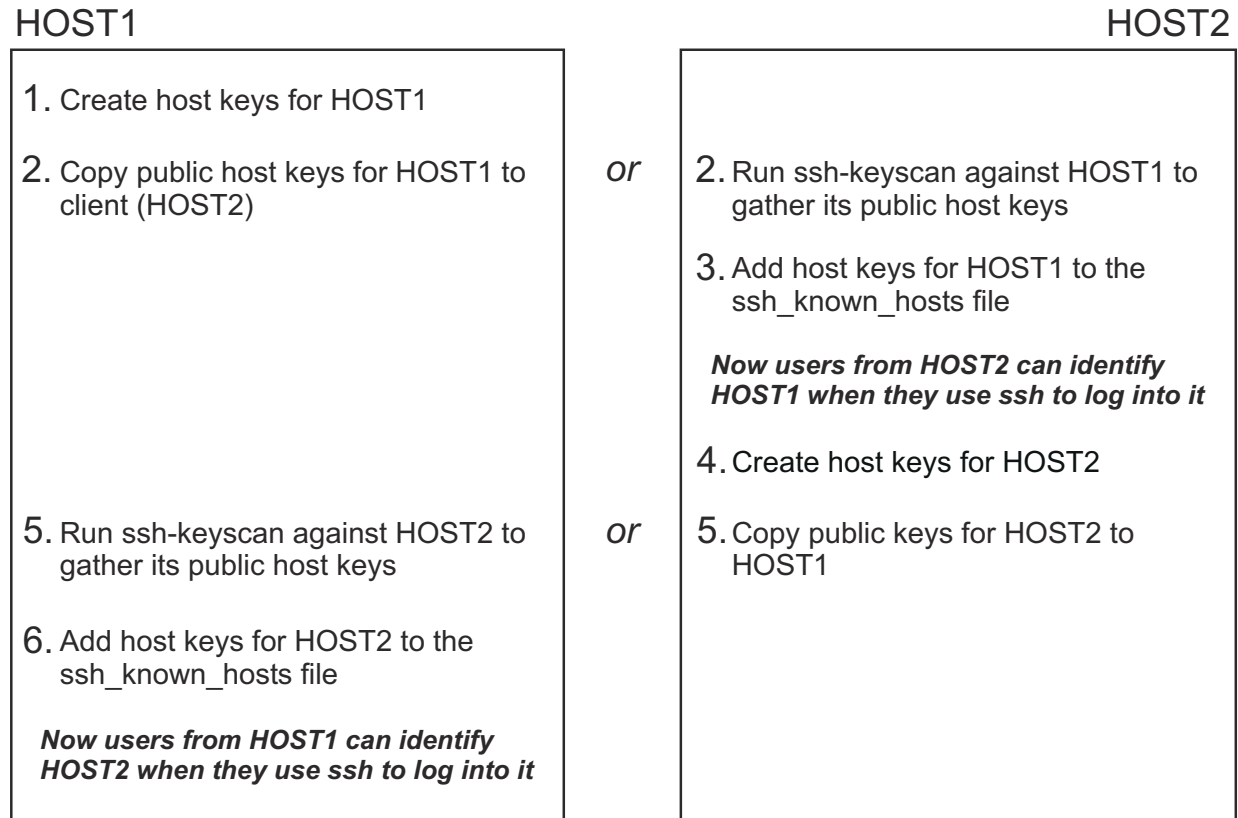 HOST1
HOST2
1. Create host keys for HOST1
2. Copy public host keys for HOST1 to
client (HOST2)
or
2. Run ssh-keyscan against HOST1 to
gather its public host keys
3. Add host keys for HOST1 to the
ssh_known_hosts file
Now users from HOST2 can identify
HOST1 when they use ssh to log into it
4. Create host keys for HOST2
5. Run ssh-keyscan against HOST2 to
gather its public host keys
or
5. Copy public keys for HOST2 to
HOST1
6. Add host keys for HOST2 to the
ssh_known_hosts file
Now users from HOST1 can identify
HOST2 when they use ssh to log into it